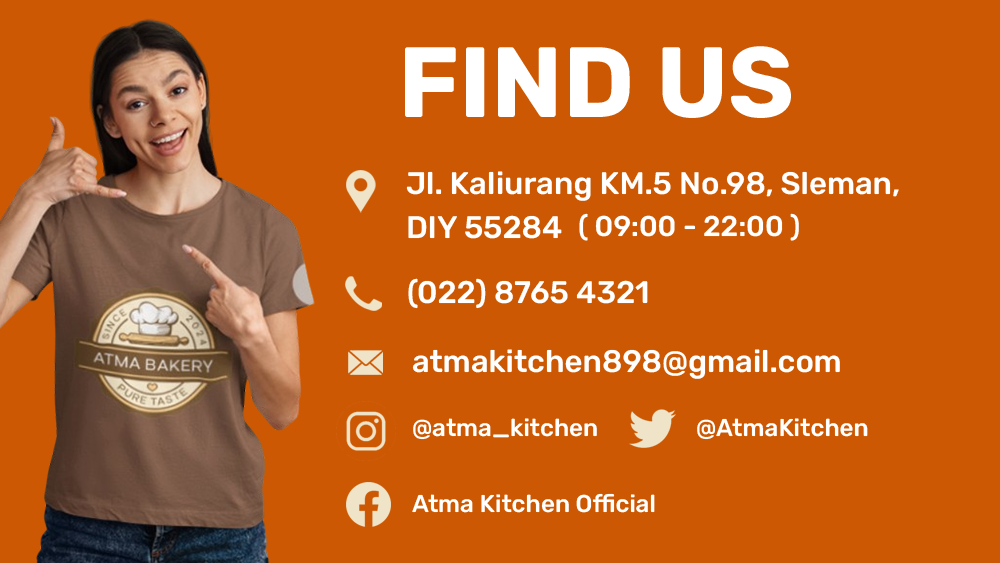 FIND US
Jl. Kaliurang KM.5 No.98, Sleman,
DIY 55284 ( 09:00 - 22:00 )
(022) 8765 4321
atmakitchen898@gmail.com
@atma_kitchen @AtmaKitchen
Atma Kitchen Official
SINCE 2024
ATMA BAKERY
PURE TASTE